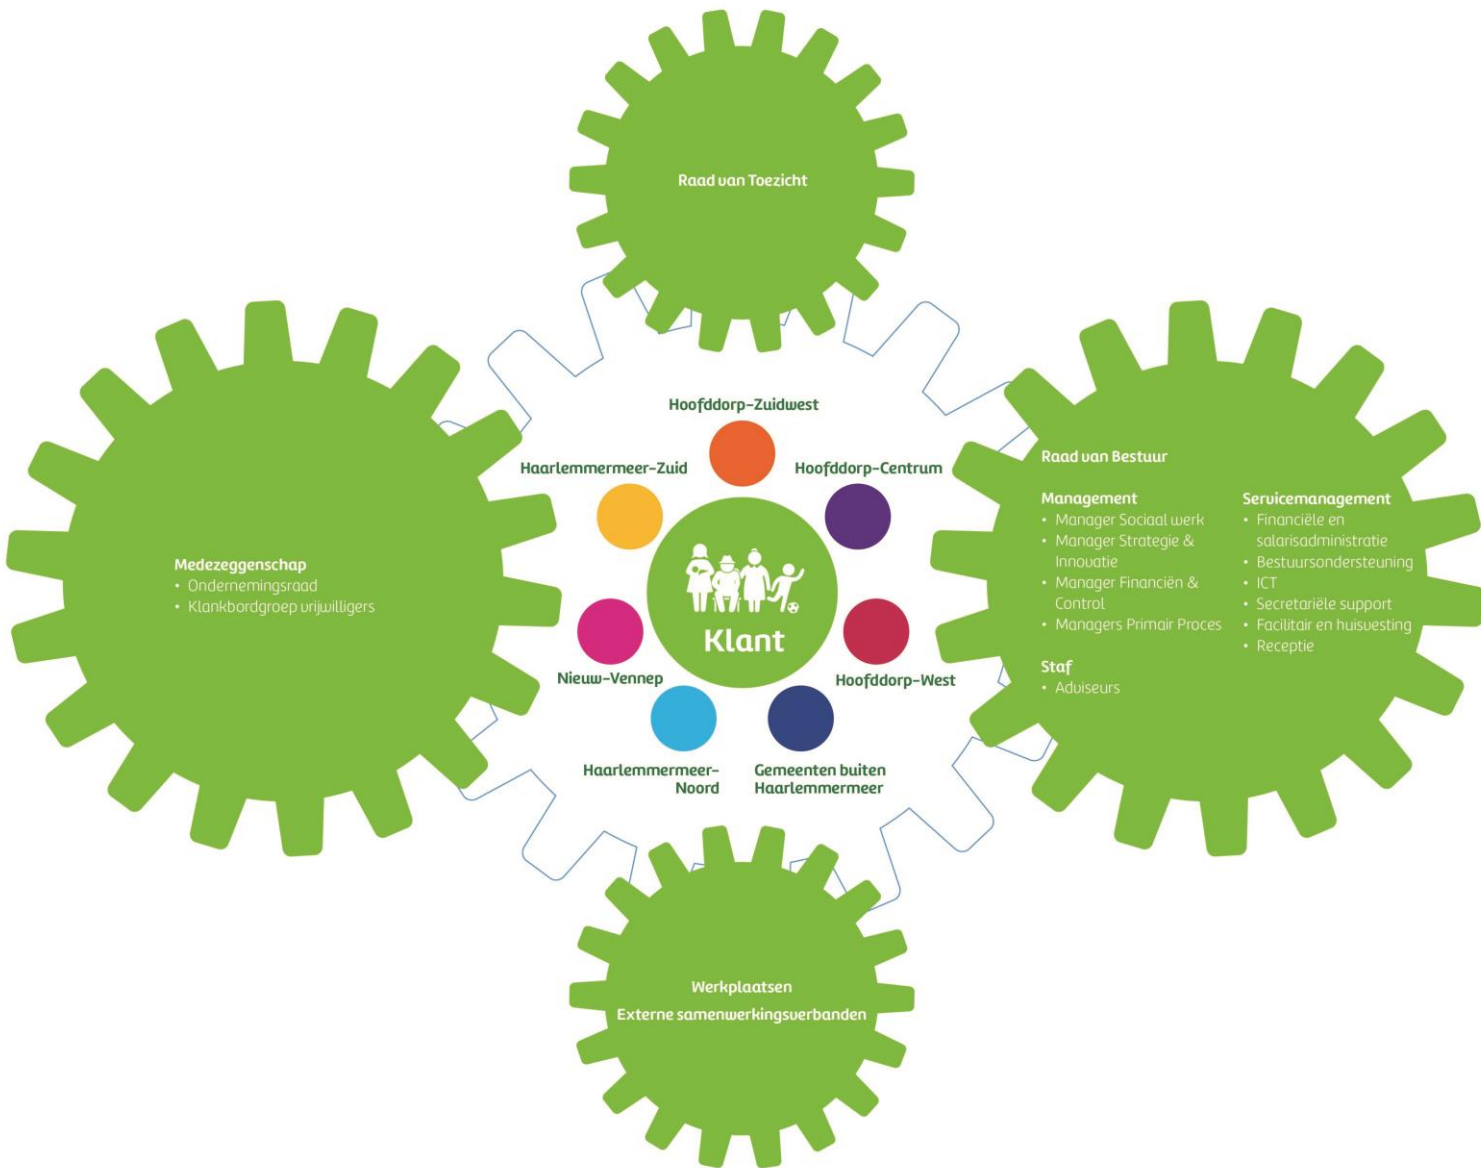 Raad van Toezicht
Medezeggenschap
• Ondernemingsraad
• Klankbordgroep vrijwilligers
Hoofddorp-Zuidwest
Haarlemmermeer-Zuid
Hoofddorp-Centrum
Klant
Nieuw-Vennep
Hoofddorp-West
Haarlemmermeer-
Noord
Gemeenten buiten
Haarlemmermeer
Raad van Bestuur
Management
• Manager Sociaal werk
• Manager Strategie &
Innovatie
• Manager Financiën &
Control
• Managers Primair Proces
Staf
• Adviseurs
Servicemanagement
• Financiële en
salarisadministratie
• Bestuursondersteuning
• ICT
• Secretariële support
• Facilitair en huisvesting
• Receptie
Werkplaatsen
Externe samenwerkingsverbanden